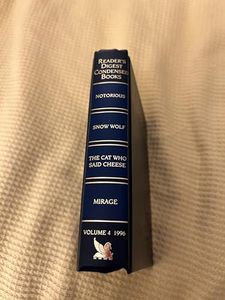 READER'S
DIGEST
CONDENSED
BOOKS
NOTORIOUS
SNOW WOLF
THE CAT WHO
SAID CHEESE
MIRAGE
VOLUME 4 1996